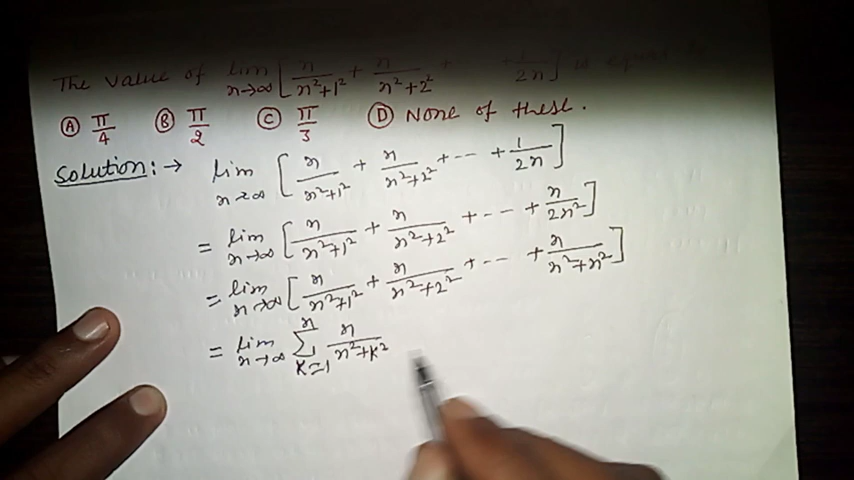 The value of lim n→∞ [ n/(n²+1²) + n/(n²+2²) + ... + 1/2n ] is equal
Ⓐ π/4 Ⓑ π/2 Ⓒ π/3 Ⓓ None of these.
Solution:→ lim n→∞ [ n/(n²+1²) + n/(n²+2²) + ... + 1/2n ]
= lim n→∞ [ n/(n²+1²) + n/(n²+2²) + ... + n/2n² ]
= lim n→∞ [ n/(n²+1²) + n/(n²+2²) + ... + n/(n²+n²) ]
= lim n→∞ n Σ K=1 n/(n²+K²)